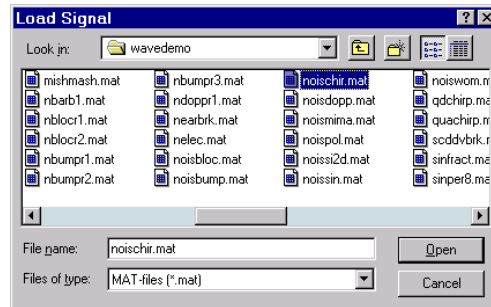 Load Signal
Look in: wavedemo
mishmash.mat nbumpr3.mat noischir.mat noiswom.m
nbarb1.mat ndoppr1.mat noisdopp.mat qdchirp.ma
nblocr1.mat nearbrk.mat noismima.mat quachirp.m
nblocr2.mat nelec.mat noispol.mat scddvbrk.r
nbumpr1.mat noisbloc.mat noissi2d.mat sinfract.ma
nbumpr2.mat noisbump.mat noissin.mat sinper8.ma
File name: noischir.mat Open
Files of type: MAT-files (*.mat) Cancel